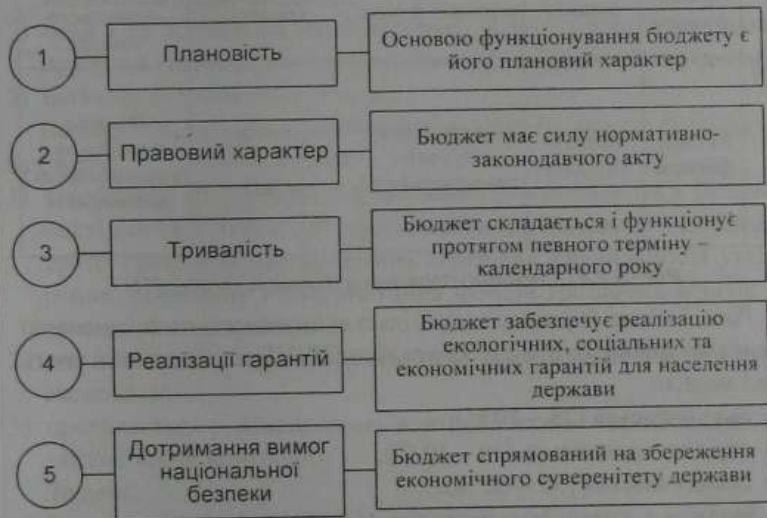 1
Плановість
Основою функціонування бюджету є
його плановий характер
2
Правовий характер
Бюджет має силу нормативно-
законодавчого акту
3
Тривалість
Бюджет складається і функціонує
протягом певного терміну –
календарного року
4
Реалізації гарантій
Бюджет забезпечує реалізацію
екологічних, соціальних та
економічних гарантій для населення
держави
5
Дотримання вимог
національної
безпеки
Бюджет спрямований на збереження
економічного суверенітету держави